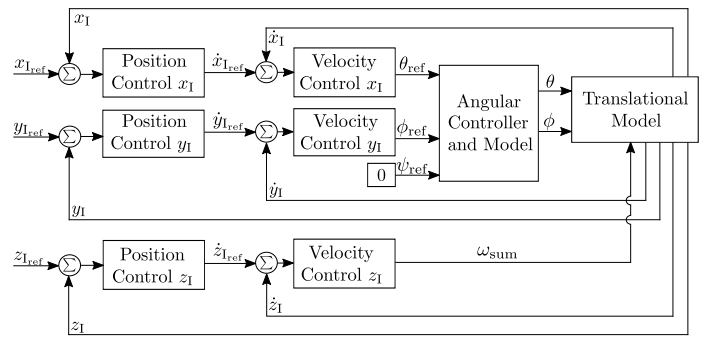 x_I
ẋ_I
x_I_ref
Σ
Position
Control x_I
ẋ_I_ref
Σ
Velocity
Control x_I
θ_ref
y_I_ref
Σ
Position
Control y_I
ẏ_I_ref
Σ
Velocity
Control y_I
ϕ_ref
0
ψ_ref
Angular
Controller
and Model
θ
ϕ
Translational
Model
ẏ_I
y_I
z_I_ref
Σ
Position
Control z_I
ż_I_ref
Σ
Velocity
Control z_I
ω_sum
ż_I
z_I